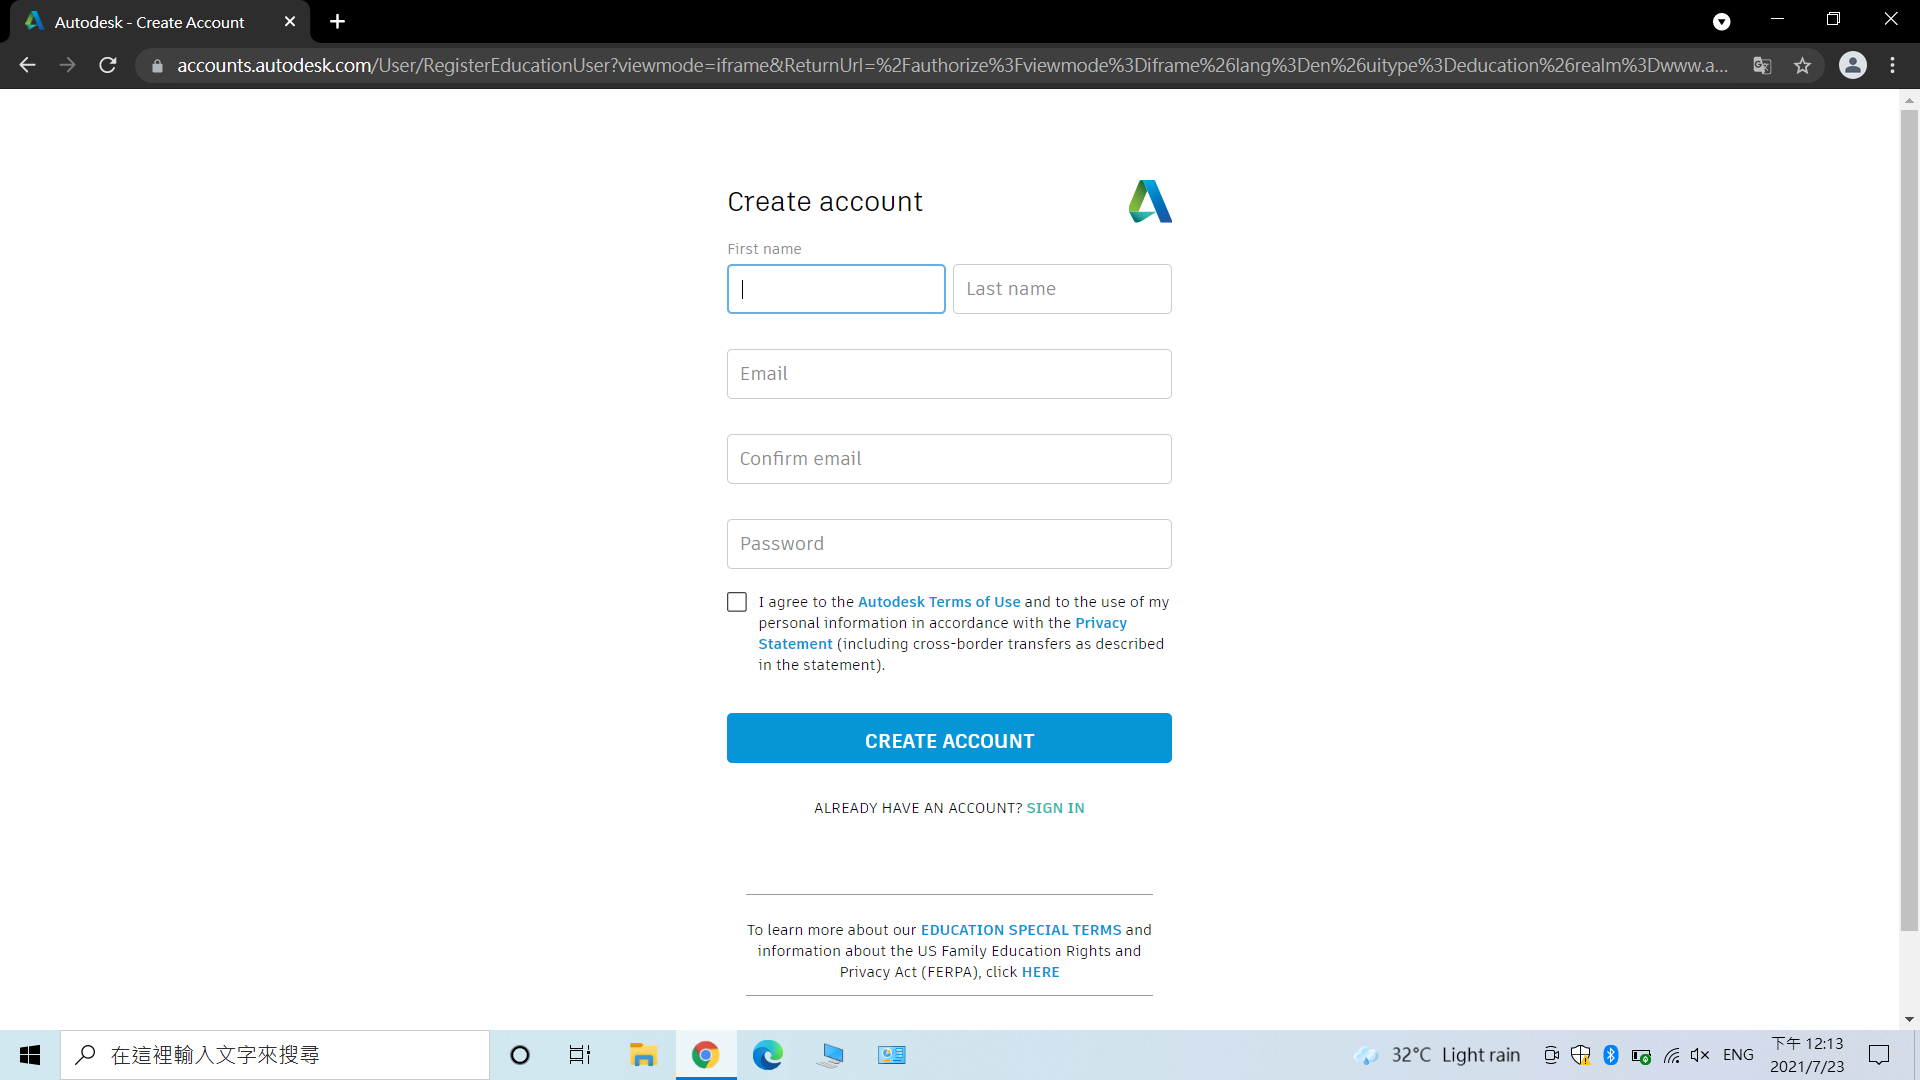 Autodesk - Create Account
accounts.autodesk.com/User/RegisterEducationUser?viewmode=iframe&ReturnUrl=%2Fauthorize%3Fviewmode%3Diframe%26lang%3Den%26uitype%3Deducation%26realm%3Dwww.a...
Create account
First name
Last name
Email
Confirm email
Password
I agree to the Autodesk Terms of Use and to the use of my
personal information in accordance with the Privacy
Statement (including cross-border transfers as described
in the statement).
CREATE ACCOUNT
ALREADY HAVE AN ACCOUNT? SIGN IN
To learn more about our EDUCATION SPECIAL TERMS and
information about the US Family Education Rights and
Privacy Act (FERPA), click HERE
在這裡輸入文字來搜尋
32°C Light rain
ENG
下午 12:13
2021/7/23